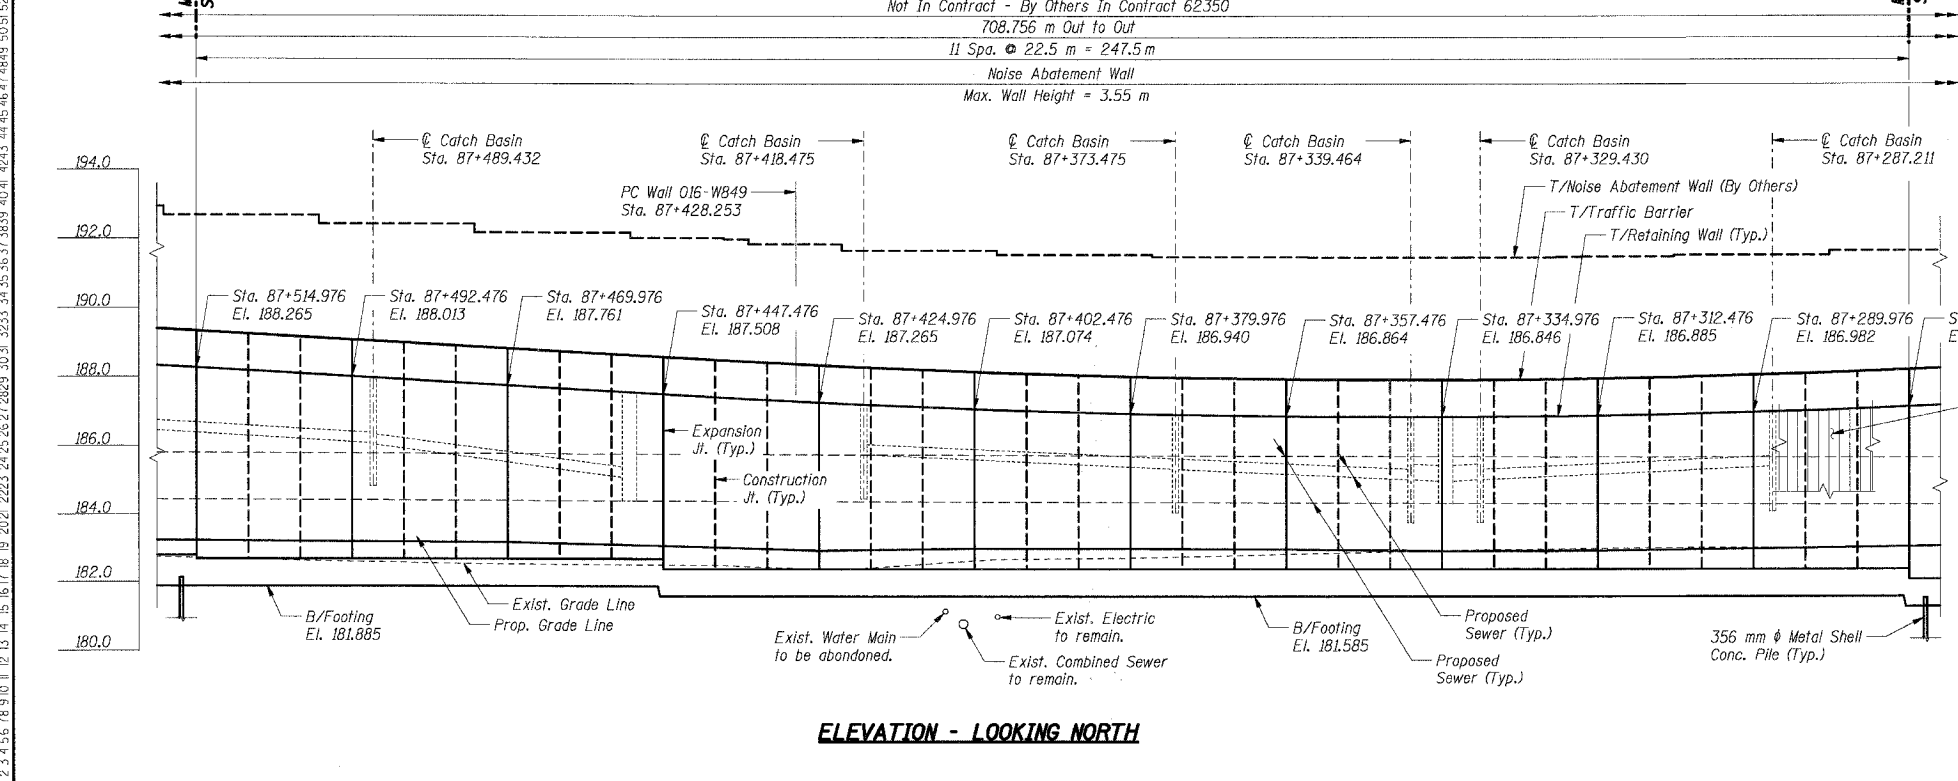 Not In Contract - By Others In Contract 62350
708.756 m Out to Out
11 Spa. @ 22.5 m = 247.5 m
Noise Abatement Wall
Max. Wall Height = 3.55 m
℄ Catch Basin
Sta. 87+489.432
℄ Catch Basin
Sta. 87+418.475
℄ Catch Basin
Sta. 87+373.475
℄ Catch Basin
Sta. 87+339.464
℄ Catch Basin
Sta. 87+329.430
℄ Catch Basin
Sta. 87+287.211
194.0
192.0
190.0
188.0
186.0
184.0
182.0
180.0
PC Wall 016-W849
Sta. 87+428.253
T/Noise Abatement Wall (By Others)
T/Traffic Barrier
T/Retaining Wall (Typ.)
Sta. 87+514.976
El. 188.265
Sta. 87+492.476
El. 188.013
Sta. 87+469.976
El. 187.761
Sta. 87+447.476
El. 187.508
Sta. 87+424.976
El. 187.265
Sta. 87+402.476
El. 187.074
Sta. 87+379.976
El. 186.940
Sta. 87+357.476
El. 186.864
Sta. 87+334.976
El. 186.846
Sta. 87+312.476
El. 186.885
Sta. 87+289.976
El. 186.982
Expansion
Jt. (Typ.)
Construction
Jt. (Typ.)
B/Footing
El. 181.885
Exist. Grade Line
Prop. Grade Line
Exist. Water Main
to be abandoned.
Exist. Electric
to remain.
Exist. Combined Sewer
to remain.
B/Footing
El. 181.585
Proposed
Sewer (Typ.)
Proposed
Sewer (Typ.)
356 mm ϕ Metal Shell
Conc. Pile (Typ.)
ELEVATION - LOOKING NORTH